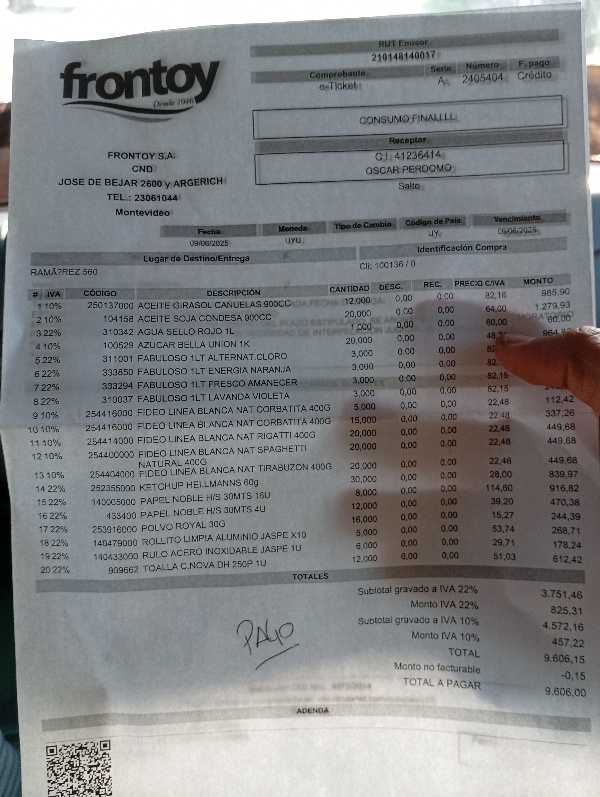 frontoy
Desde 1946
FRONTOY S.A.
CND
JOSE DE BEJAR 2600 y ARGERICH
TEL.: 23061044
Montevideo
RUT Emisor
210148140017
Comprobante Serie Número F. pago
e-Ticket A 2405404 Crédito
CONSUMO FINALLLL
Receptor
C.I. 41236414
OSCAR PERDOMO
Salto
Fecha Moneda Tipo de Cambio Código de País Vencimiento
09/06/2025 UYU UY 09/06/2025
Lugar de Destino/Entrega Identificación Compra
RAMÃ?REZ 560 Cli: 100136 / 0
# IVA CÓDIGO DESCRIPCIÓN CANTIDAD DESC. REC. PRECIO C/IVA MONTO
1 10% 250137000 ACEITE GIRASOL CAÑUELAS 900CC 12,000 0,00 0,00 82,16 985,90
2 10% 104168 ACEITE SOJA CONDESA 900CC 20,000 0,00 0,00 64,00 1.279,93
3 22% 310342 AGUA SELLO ROJO 1L 1,000 0,00 0,00 60,00 60,00
4 10% 100529 AZUCAR BELLA UNION 1K 20,000 0,00 0,00
5 22% 311091 FABULOSO 1LT ALTERNAT.CLORO 3,000 0,00 0,00
6 22% 333850 FABULOSO 1LT ENERGIA NARANJA 3,000 0,00 0,00
7 22% 333294 FABULOSO 1LT FRESCO AMANECER 3,000 0,00 0,00 82,15
8 22% 310037 FABULOSO 1LT LAVANDA VIOLETA 3,000 0,00 0,00 82,15
9 10% 254416000 FIDEO LINEA BLANCA NAT CORBATITA 400G 5,000 0,00 0,00 22,48 112,42
10 10% 254416000 FIDEO LINEA BLANCA NAT CORBATITA 400G 15,000 0,00 0,00 22,48 337,26
11 10% 254414000 FIDEO LINEA BLANCA NAT RIGATTI 400G 20,000 0,00 0,00 22,48 449,68
12 10% 254400000 FIDEO LINEA BLANCA NAT SPAGHETTI 20,000 0,00 0,00 22,48 449,68
NATURAL 400G
13 10% 254404000 FIDEO LINEA BLANCA NAT TIRABUZON 400G 20,000 0,00 0,00 22,48 449,68
14 22% 252355000 KETCHUP HELLMANNS 60g 30,000 0,00 0,00 28,00 839,97
15 22% 140005000 PAPEL NOBLE H/S 30MTS 16U 8,000 0,00 0,00 114,60 916,82
16 22% 433400 PAPEL NOBLE H/S 30MTS 4U 12,000 0,00 0,00 39,20 470,38
17 22% 253916000 POLVO ROYAL 30G 16,000 0,00 0,00 15,27 244,39
18 22% 140479000 ROLLITO LIMPIA ALUMINIO JASPE X10 5,000 0,00 0,00 53,74 268,71
19 22% 140433000 RULO ACERO INOXIDABLE JASPE 1U 6,000 0,00 0,00 29,71 178,24
20 22% 909662 TOALLA C.NOVA DH 250P 1U 12,000 0,00 0,00 51,03 612,42
TOTALES
Subtotal gravado a IVA 22% 3.751,46
Monto IVA 22% 825,31
Subtotal gravado a IVA 10% 4.572,16
Monto IVA 10% 457,22
TOTAL 9.606,15
Monto no facturable -0,15
TOTAL A PAGAR 9.606,00
PAGO
ADENDA